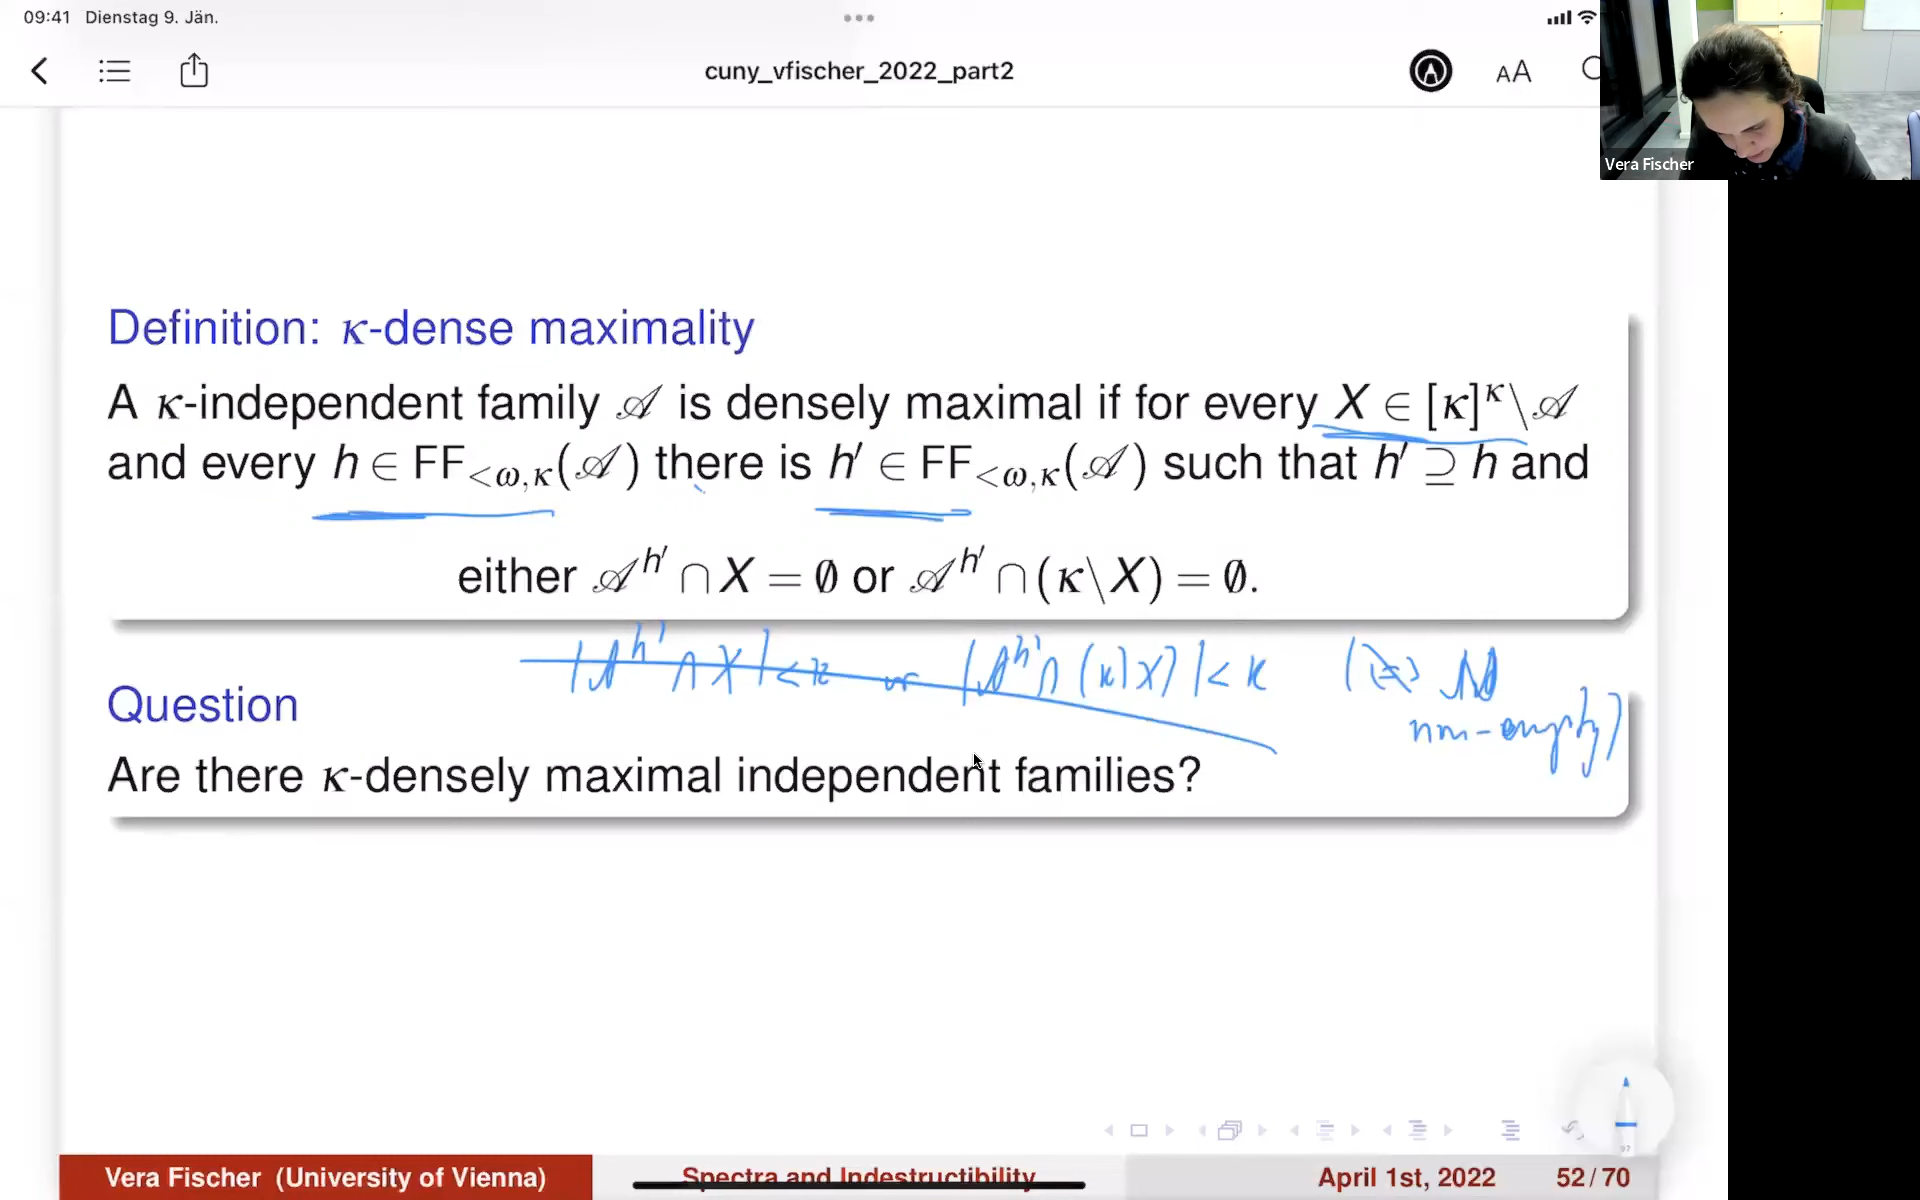 09:41 Dienstag 9. Jän.
cuny_vfischer_2022_part2
AA
Vera Fischer
Definition: κ-dense maximality
A κ-independent family 𝒜 is densely maximal if for every X ∈ [κ]^κ\𝒜
and every h ∈ FF_{<ω,κ}(𝒜) there is h′ ∈ FF_{<ω,κ}(𝒜) such that h′ ⊇ h and
either 𝒜^{h′} ∩ X = ∅ or 𝒜^{h′} ∩ (κ\X) = ∅.
|𝒜^{h′} ∩ X| < κ or |𝒜^{h′} ∩ (κ\X)| < κ
non-empty)
Question
Are there κ-densely maximal independent families?
Vera Fischer (University of Vienna) Spectra and Indestructibility April 1st, 2022 52/70